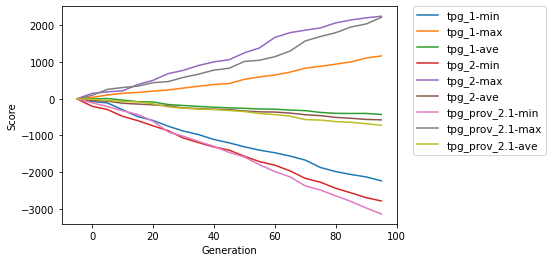 2000
1000
0
−1000
−2000
−3000
Score
0
20
40
60
80
100
Generation
tpg_1-min
tpg_1-max
tpg_1-ave
tpg_2-min
tpg_2-max
tpg_2-ave
tpg_prov_2.1-min
tpg_prov_2.1-max
tpg_prov_2.1-ave